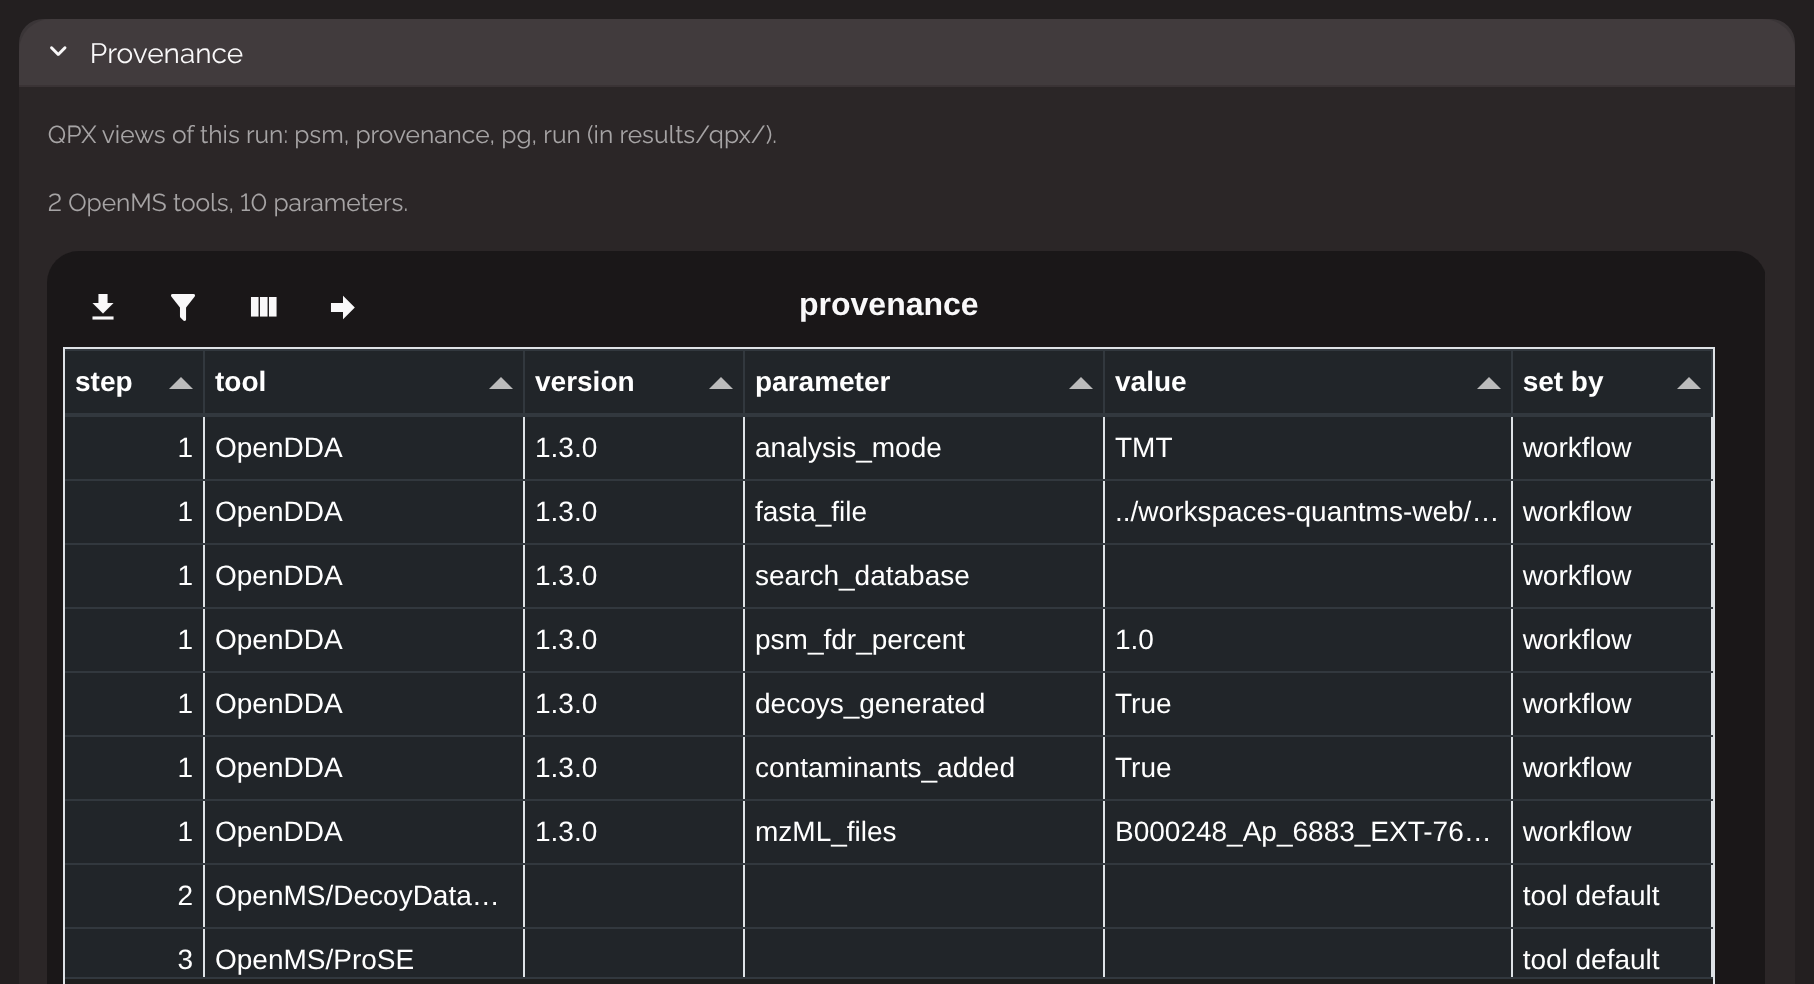 Provenance
QPX views of this run: psm, provenance, pg, run (in results/qpx/).
2 OpenMS tools, 10 parameters.
provenance
step tool version parameter value set by
1 OpenDDA 1.3.0 analysis_mode TMT workflow
1 OpenDDA 1.3.0 fasta_file ../workspaces-quantms-web/… workflow
1 OpenDDA 1.3.0 search_database workflow
1 OpenDDA 1.3.0 psm_fdr_percent 1.0 workflow
1 OpenDDA 1.3.0 decoys_generated True workflow
1 OpenDDA 1.3.0 contaminants_added True workflow
1 OpenDDA 1.3.0 mzML_files B000248_Ap_6883_EXT-76… workflow
2 OpenMS/DecoyData… tool default
3 OpenMS/ProSE tool default